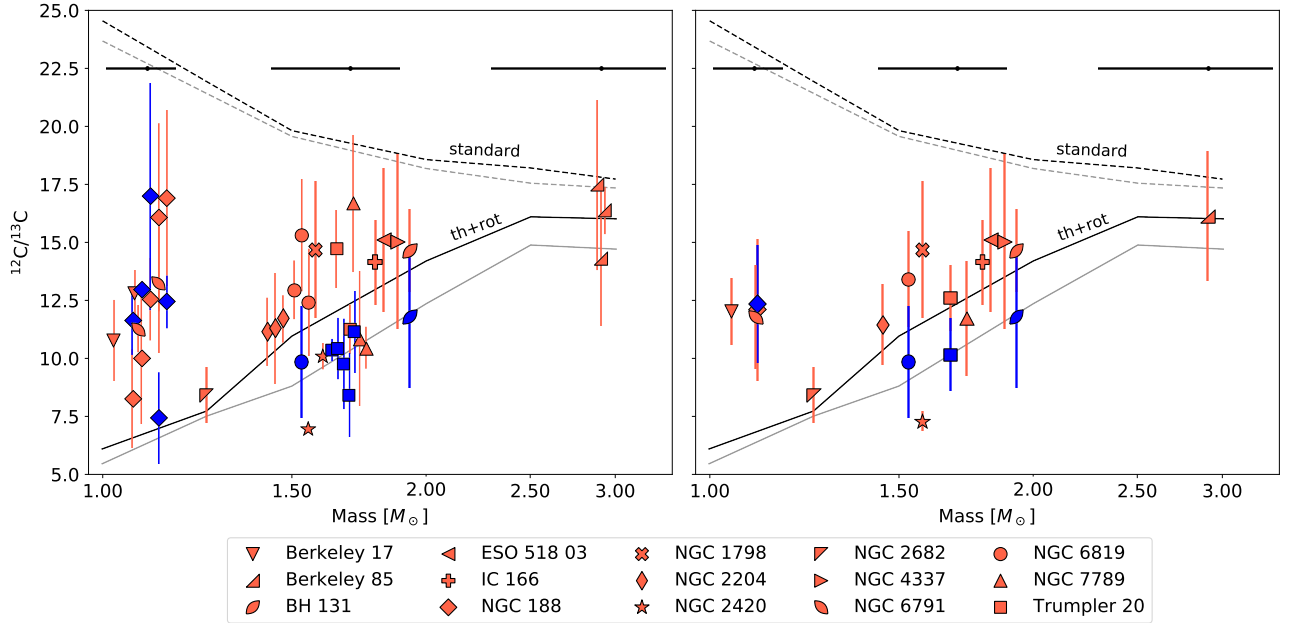 25.0
22.5
20.0
17.5
15.0
12.5
10.0
7.5
5.0
¹²C/¹³C
standard
th+rot
1.00 1.50 2.00 2.50 3.00
Mass [M☉]
standard
th+rot
1.00 1.50 2.00 2.50 3.00
Mass [M☉]
Berkeley 17 ESO 518 03 NGC 1798 NGC 2682 NGC 6819
Berkeley 85 IC 166 NGC 2204 NGC 4337 NGC 7789
BH 131 NGC 188 NGC 2420 NGC 6791 Trumpler 20